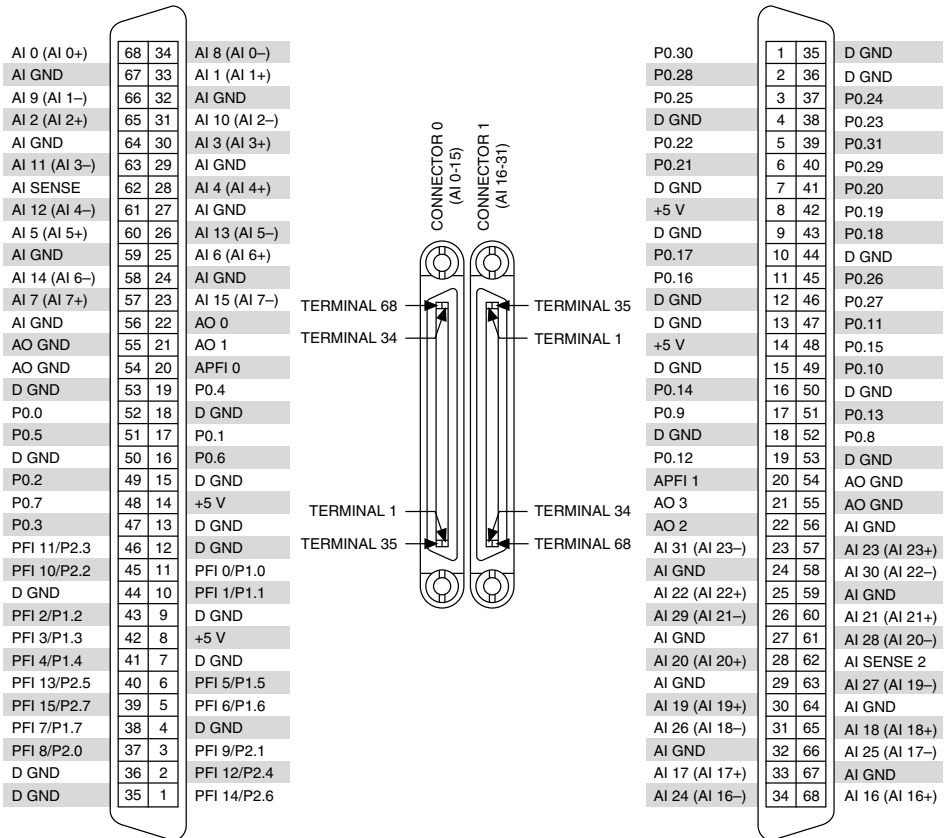 AI 0 (AI 0+) 68 34 AI 8 (AI 0–)
AI GND 67 33 AI 1 (AI 1+)
AI 9 (AI 1–) 66 32 AI GND
AI 2 (AI 2+) 65 31 AI 10 (AI 2–)
AI GND 64 30 AI 3 (AI 3+)
AI 11 (AI 3–) 63 29 AI GND
AI SENSE 62 28 AI 4 (AI 4+)
AI 12 (AI 4–) 61 27 AI GND
AI 5 (AI 5+) 60 26 AI 13 (AI 5–)
AI GND 59 25 AI 6 (AI 6+)
AI 14 (AI 6–) 58 24 AI GND
AI 7 (AI 7+) 57 23 AI 15 (AI 7–)
AI GND 56 22 AO 0
AO GND 55 21 AO 1
AO GND 54 20 APFI 0
D GND 53 19 P0.4
P0.0 52 18 D GND
P0.5 51 17 P0.1
D GND 50 16 P0.6
P0.2 49 15 D GND
P0.7 48 14 +5 V
P0.3 47 13 D GND
PFI 11/P2.3 46 12 D GND
PFI 10/P2.2 45 11 PFI 0/P1.0
D GND 44 10 PFI 1/P1.1
PFI 2/P1.2 43 9 D GND
PFI 3/P1.3 42 8 +5 V
PFI 4/P1.4 41 7 D GND
PFI 13/P2.5 40 6 PFI 5/P1.5
PFI 15/P2.7 39 5 PFI 6/P1.6
PFI 7/P1.7 38 4 D GND
PFI 8/P2.0 37 3 PFI 9/P2.1
D GND 36 2 PFI 12/P2.4
D GND 35 1 PFI 14/P2.6
CONNECTOR 0
(AI 0-15)
CONNECTOR 1
(AI 16-31)
TERMINAL 68
TERMINAL 34
TERMINAL 35
TERMINAL 1
TERMINAL 1
TERMINAL 35
TERMINAL 34
TERMINAL 68
P0.30 1 35 D GND
P0.28 2 36 D GND
P0.25 3 37 P0.24
D GND 4 38 P0.23
P0.22 5 39 P0.31
P0.21 6 40 P0.29
D GND 7 41 P0.20
+5 V 8 42 P0.19
D GND 9 43 P0.18
P0.17 10 44 D GND
P0.16 11 45 P0.26
D GND 12 46 P0.27
D GND 13 47 P0.11
+5 V 14 48 P0.15
D GND 15 49 P0.10
P0.14 16 50 D GND
P0.9 17 51 P0.13
D GND 18 52 P0.8
P0.12 19 53 D GND
APFI 1 20 54 AO GND
AO 3 21 55 AO GND
AO 2 22 56 AI GND
AI 31 (AI 23–) 23 57 AI 23 (AI 23+)
AI GND 24 58 AI 30 (AI 22–)
AI 22 (AI 22+) 25 59 AI GND
AI 29 (AI 21–) 26 60 AI 21 (AI 21+)
AI GND 27 61 AI 28 (AI 20–)
AI 20 (AI 20+) 28 62 AI SENSE 2
AI GND 29 63 AI 27 (AI 19–)
AI 19 (AI 19+) 30 64 AI GND
AI 26 (AI 18–) 31 65 AI 18 (AI 18+)
AI GND 32 66 AI 25 (AI 17–)
AI 17 (AI 17+) 33 67 AI GND
AI 24 (AI 16–) 34 68 AI 16 (AI 16+)